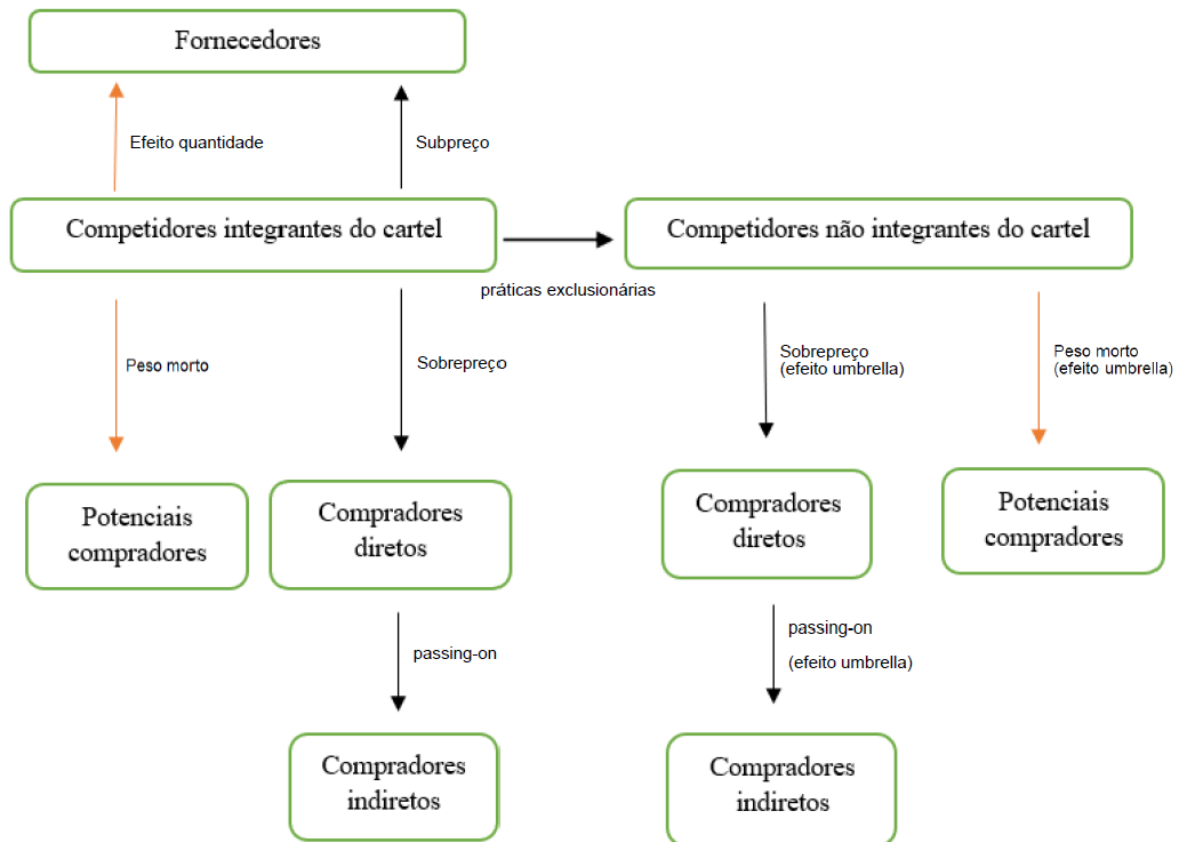 Fornecedores
Efeito quantidade
Subpreço
Competidores integrantes do cartel
Competidores não integrantes do cartel
práticas exclusionárias
Peso morto
Sobrepreço
Sobrepreço
(efeito umbrella)
Peso morto
(efeito umbrella)
Potenciais
compradores
Compradores
diretos
Compradores
diretos
Potenciais
compradores
passing-on
passing-on
(efeito umbrella)
Compradores
indiretos
Compradores
indiretos